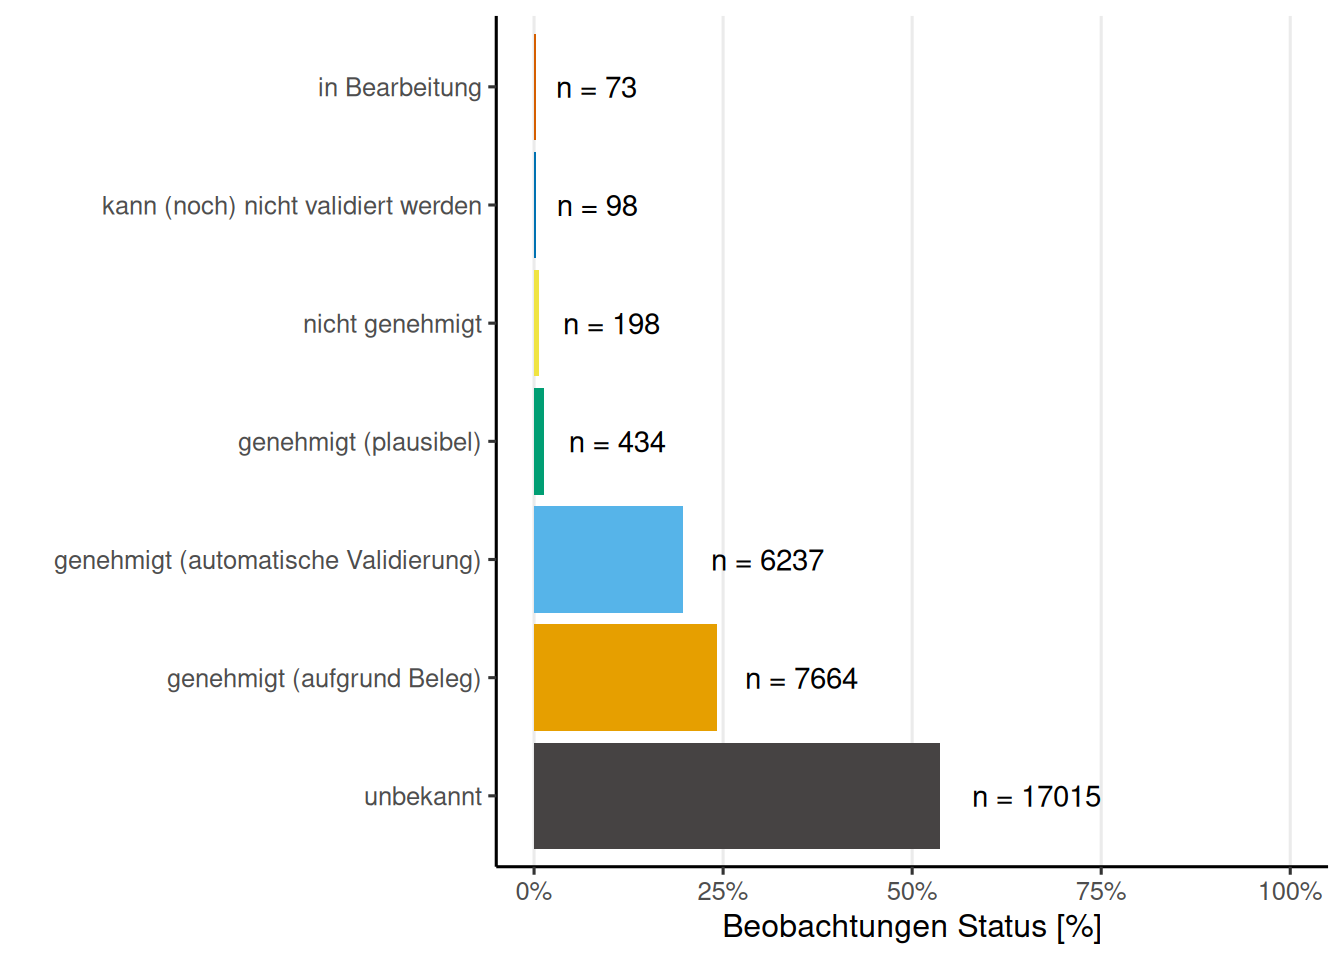 in Bearbeitung
n = 73
kann (noch) nicht validiert werden
n = 98
nicht genehmigt
n = 198
genehmigt (plausibel)
n = 434
genehmigt (automatische Validierung)
n = 6237
genehmigt (aufgrund Beleg)
n = 7664
unbekannt
n = 17015
0% 25% 50% 75% 100%
Beobachtungen Status [%]